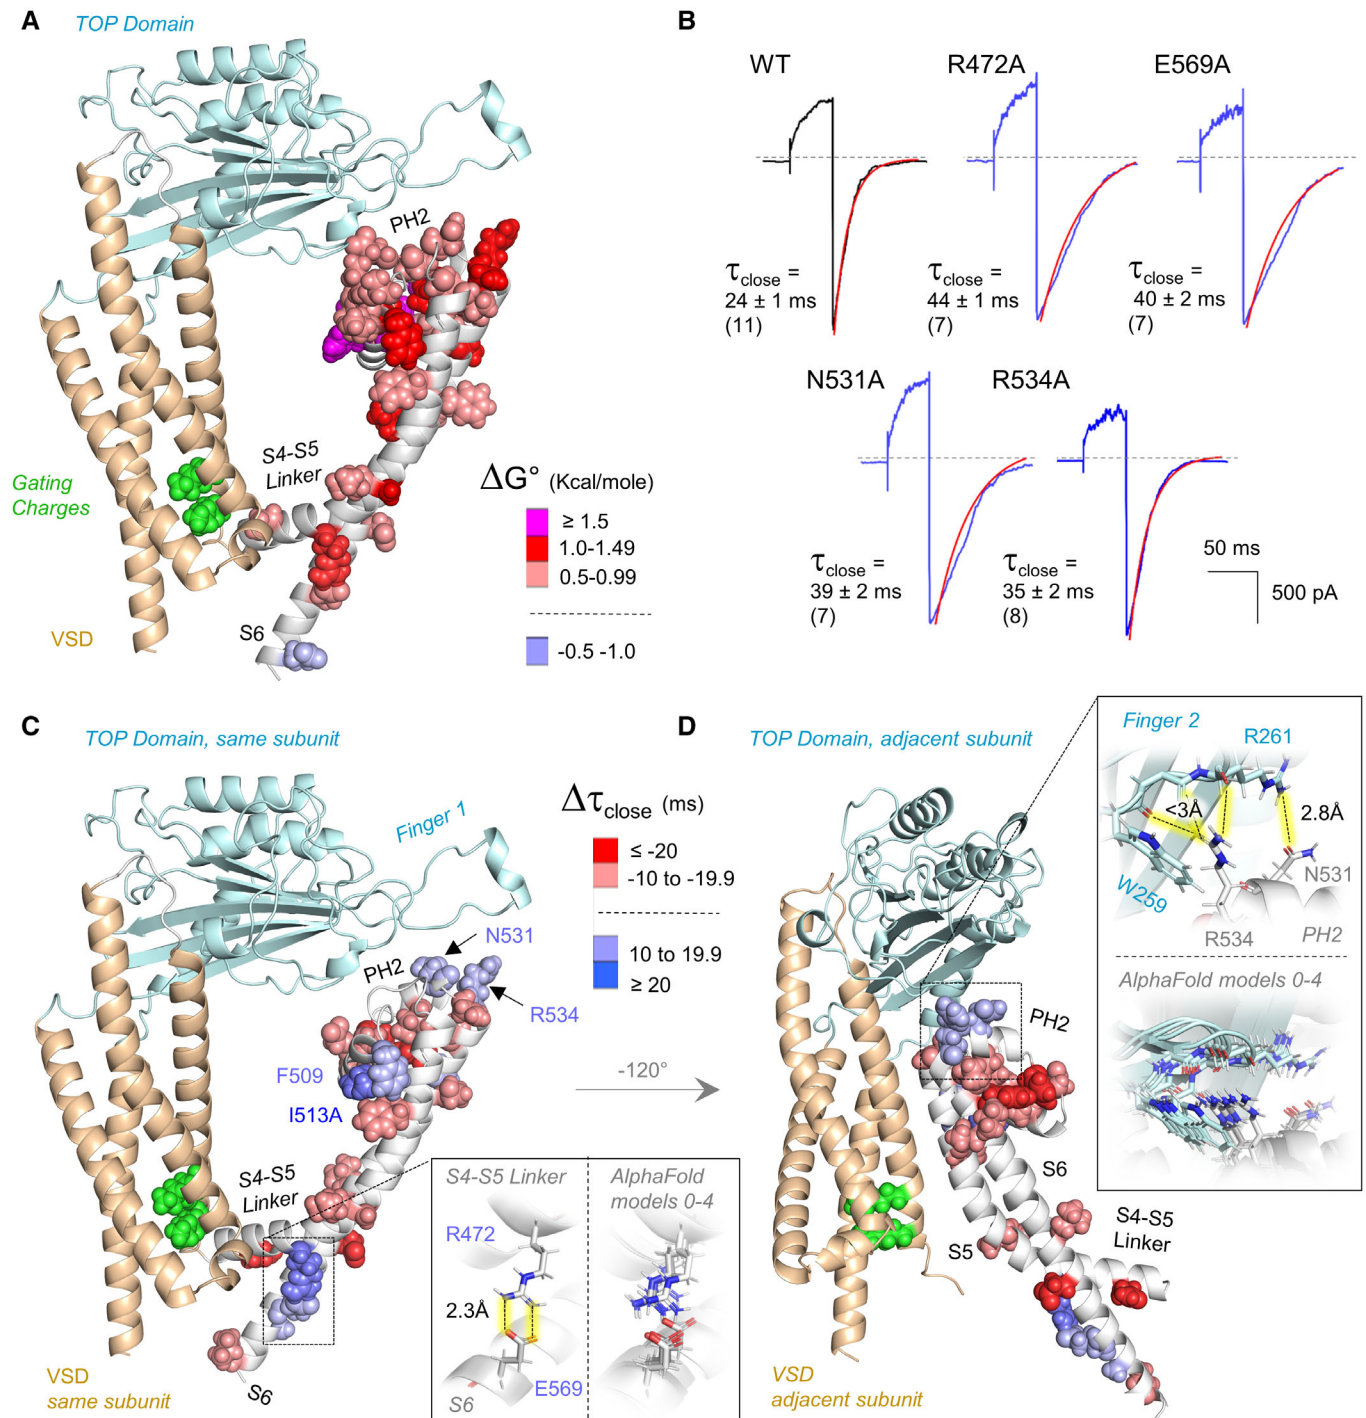 A
TOP Domain
PH2
S4-S5
Linker
Gating
Charges
VSD
S6
ΔG° (Kcal/mole)
≥ 1.5
1.0-1.49
0.5-0.99
-0.5 -1.0
B
WT
R472A
E569A
τclose =
24 ± 1 ms
(11)
τclose =
44 ± 1 ms
(7)
τclose =
40 ± 2 ms
(7)
N531A
R534A
τclose =
39 ± 2 ms
(7)
τclose =
35 ± 2 ms
(8)
50 ms
500 pA
C
TOP Domain, same subunit
Finger 1
N531
PH2
R534
F509
I513A
S4-S5
Linker
VSD
same subunit
S6
Δτclose (ms)
≤ -20
-10 to -19.9
10 to 19.9
≥ 20
-120°
S4-S5 Linker
R472
2.3Å
E569
S6
AlphaFold
models 0-4
D
TOP Domain, adjacent subunit
PH2
S6
S5
S4-S5
Linker
VSD
adjacent subunit
Finger 2
R261
<3Å
2.8Å
W259
N531
R534
PH2
AlphaFold models 0-4